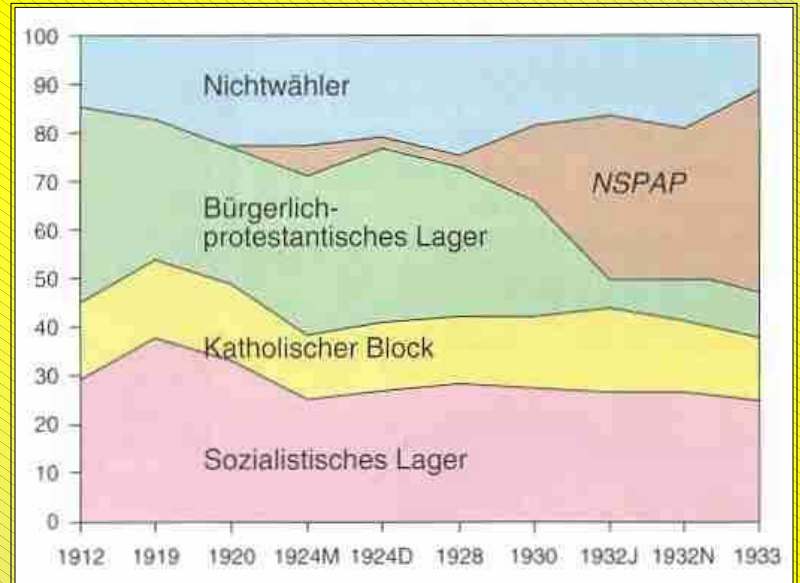 100
90
80
70
60
50
40
30
20
10
0
Nichtwähler
NSPAP
Bürgerlich-
protestantisches Lager
Katholischer Block
Sozialistisches Lager
1912 1919 1920 1924M 1924D 1928 1930 1932J 1932N 1933